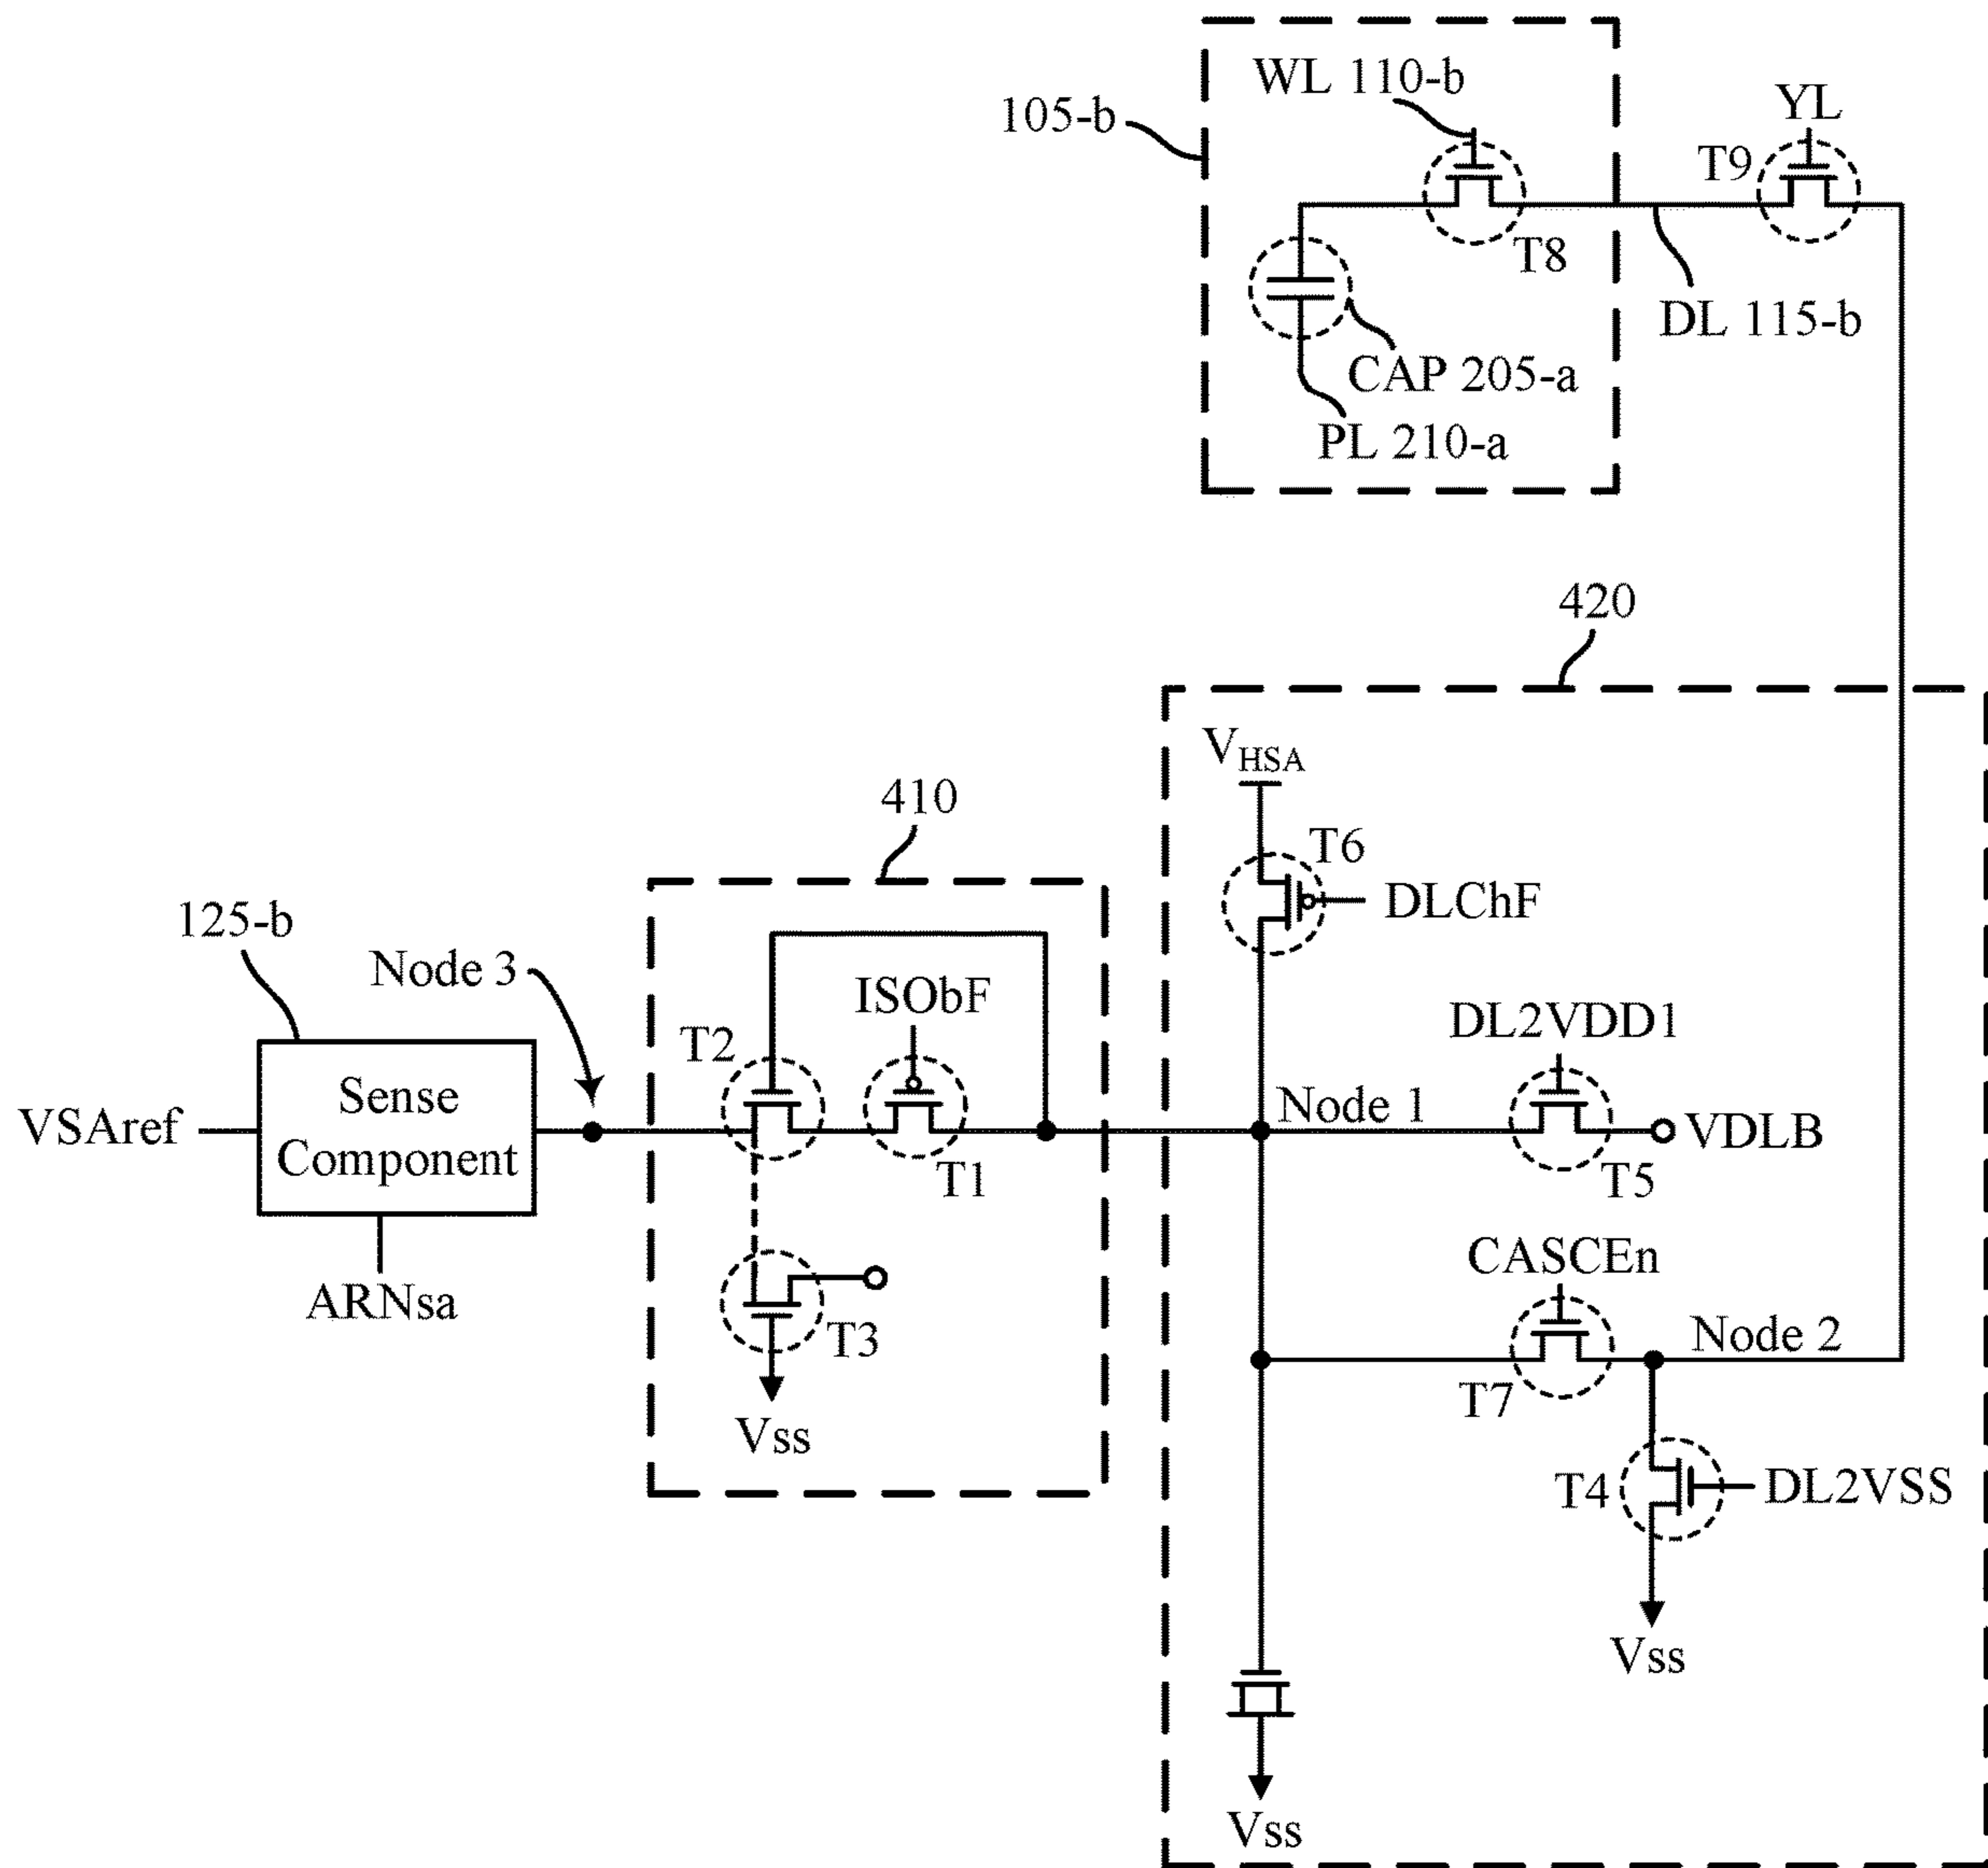 WL 110-b
YL
105-b
T9
T8
DL 115-b
CAP 205-a
PL 210-a
420
VHSA
410
T6
DLChF
125-b
Node 3
ISObF
DL2VDD1
T2
Sense
Component
VSAref
Node 1
VDLB
T1
T5
ARNsa
CASCEn
T3
Node 2
T7
Vss
T4
DL2VSS
Vss
Vss